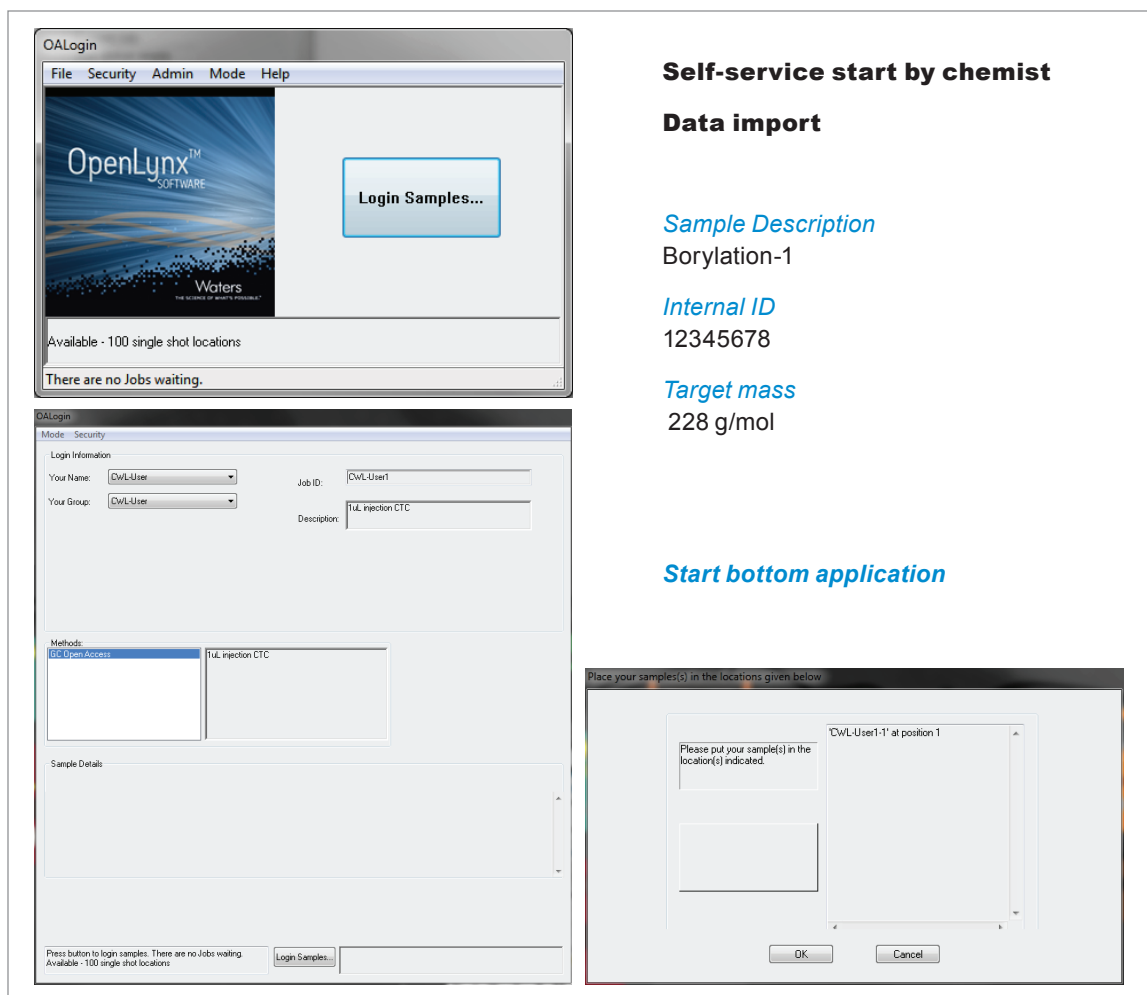 OALogin
File Security Admin Mode Help
OpenLynx™
SOFTWARE
Login Samples...
Waters
THE SCIENCE OF WHAT'S POSSIBLE.™
Available - 100 single shot locations
There are no Jobs waiting.
Self-service start by chemist
Data import
Sample Description
Borylation-1
Internal ID
12345678
Target mass
228 g/mol
Start bottom application
OALogin
Mode Security
Login Information
Your Name: CWL-User
Job ID: CWL-User1
Your Group: CWL-User
Description: 1uL injection CTC
Methods:
GC Open Access
1uL injection CTC
Sample Details
Press button to login samples. There are no Jobs waiting.
Available - 100 single shot locations
Login Samples...
Place your samples(s) in the locations given below
Please put your sample(s) in the
location(s) indicated.
'CWL-User1-1' at position 1
OK
Cancel